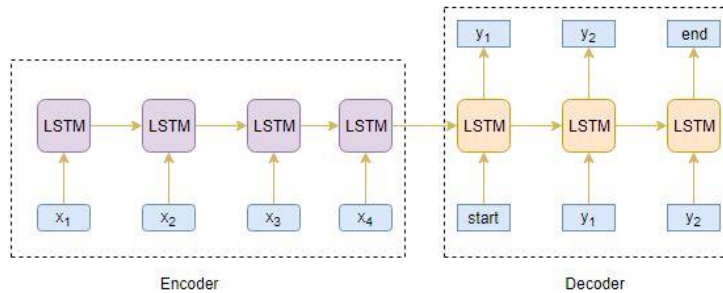 y₁ y₂ end
LSTM LSTM LSTM LSTM LSTM LSTM LSTM
x₁ x₂ x₃ x₄ start y₁ y₂
Encoder Decoder